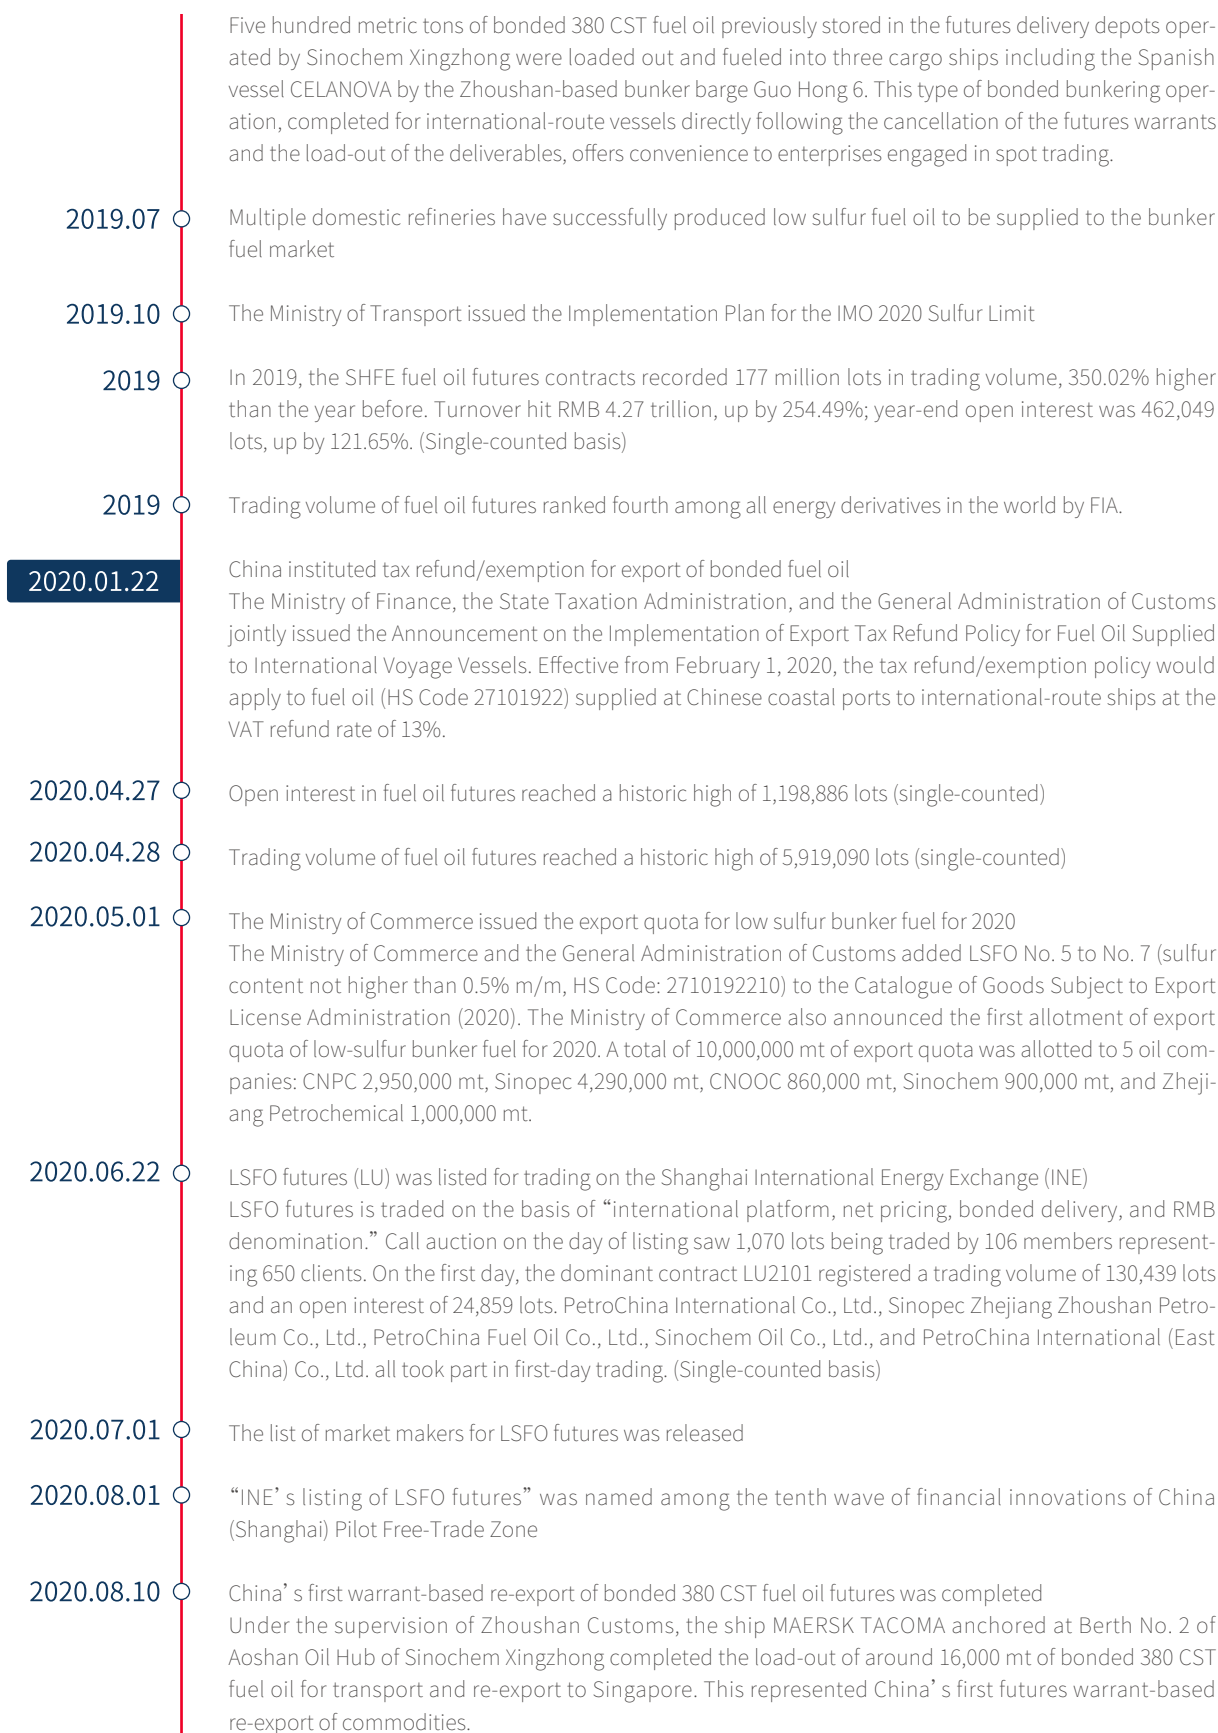 Five hundred metric tons of bonded 380 CST fuel oil previously stored in the futures delivery depots oper-
ated by Sinochem Xingzhong were loaded out and fueled into three cargo ships including the Spanish
vessel CELANOVA by the Zhoushan-based bunker barge Guo Hong 6. This type of bonded bunkering oper-
ation, completed for international-route vessels directly following the cancellation of the futures warrants
and the load-out of the deliverables, offers convenience to enterprises engaged in spot trading.
2019.07
Multiple domestic refineries have successfully produced low sulfur fuel oil to be supplied to the bunker
fuel market
2019.10
The Ministry of Transport issued the Implementation Plan for the IMO 2020 Sulfur Limit
2019
In 2019, the SHFE fuel oil futures contracts recorded 177 million lots in trading volume, 350.02% higher
than the year before. Turnover hit RMB 4.27 trillion, up by 254.49%; year-end open interest was 462,049
lots, up by 121.65%. (Single-counted basis)
2019
Trading volume of fuel oil futures ranked fourth among all energy derivatives in the world by FIA.
2020.01.22
China instituted tax refund/exemption for export of bonded fuel oil
The Ministry of Finance, the State Taxation Administration, and the General Administration of Customs
jointly issued the Announcement on the Implementation of Export Tax Refund Policy for Fuel Oil Supplied
to International Voyage Vessels. Effective from February 1, 2020, the tax refund/exemption policy would
apply to fuel oil (HS Code 27101922) supplied at Chinese coastal ports to international-route ships at the
VAT refund rate of 13%.
2020.04.27
Open interest in fuel oil futures reached a historic high of 1,198,886 lots (single-counted)
2020.04.28
Trading volume of fuel oil futures reached a historic high of 5,919,090 lots (single-counted)
2020.05.01
The Ministry of Commerce issued the export quota for low sulfur bunker fuel for 2020
The Ministry of Commerce and the General Administration of Customs added LSFO No. 5 to No. 7 (sulfur
content not higher than 0.5% m/m, HS Code: 2710192210) to the Catalogue of Goods Subject to Export
License Administration (2020). The Ministry of Commerce also announced the first allotment of export
quota of low-sulfur bunker fuel for 2020. A total of 10,000,000 mt of export quota was allotted to 5 oil com-
panies: CNPC 2,950,000 mt, Sinopec 4,290,000 mt, CNOOC 860,000 mt, Sinochem 900,000 mt, and Zheji-
ang Petrochemical 1,000,000 mt.
2020.06.22
LSFO futures (LU) was listed for trading on the Shanghai International Energy Exchange (INE)
LSFO futures is traded on the basis of “international platform, net pricing, bonded delivery, and RMB
denomination.” Call auction on the day of listing saw 1,070 lots being traded by 106 members represent-
ing 650 clients. On the first day, the dominant contract LU2101 registered a trading volume of 130,439 lots
and an open interest of 24,859 lots. PetroChina International Co., Ltd., Sinopec Zhejiang Zhoushan Petro-
leum Co., Ltd., PetroChina Fuel Oil Co., Ltd., Sinochem Oil Co., Ltd., and PetroChina International (East
China) Co., Ltd. all took part in first-day trading. (Single-counted basis)
2020.07.01
The list of market makers for LSFO futures was released
2020.08.01
“INE’s listing of LSFO futures” was named among the tenth wave of financial innovations of China
(Shanghai) Pilot Free-Trade Zone
2020.08.10
China’s first warrant-based re-export of bonded 380 CST fuel oil futures was completed
Under the supervision of Zhoushan Customs, the ship MAERSK TACOMA anchored at Berth No. 2 of
Aoshan Oil Hub of Sinochem Xingzhong completed the load-out of around 16,000 mt of bonded 380 CST
fuel oil for transport and re-export to Singapore. This represented China’s first futures warrant-based
re-export of commodities.